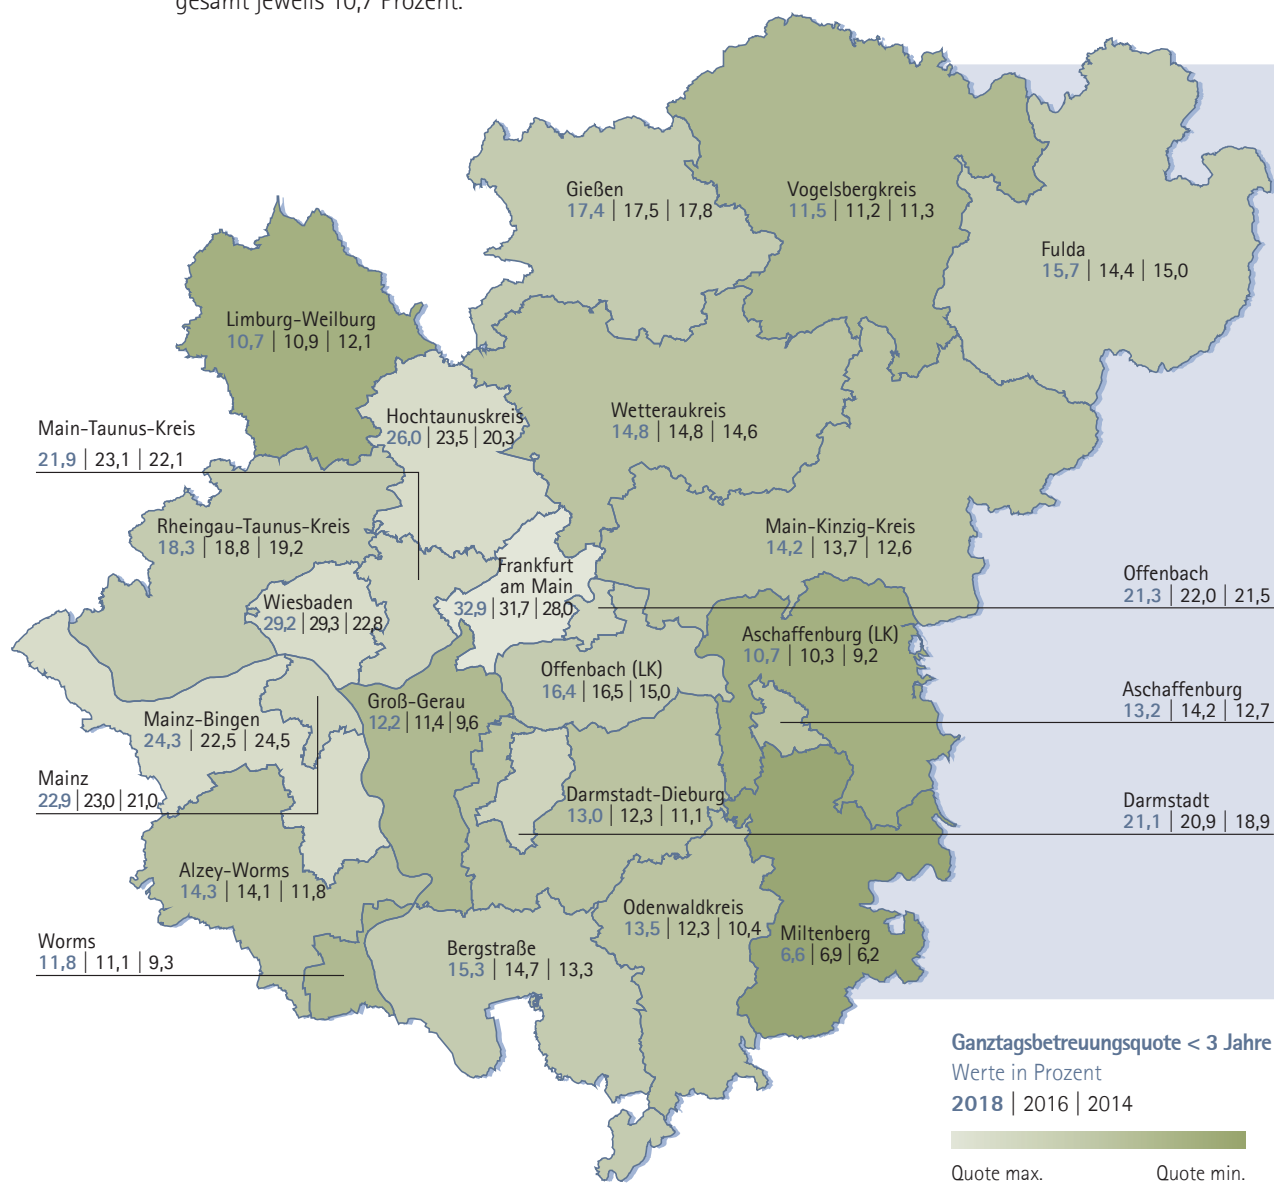 gesamt jeweils 10,7 Prozent.
Gießen
17,4 | 17,5 | 17,8
Vogelsbergkreis
11,5 | 11,2 | 11,3
Fulda
15,7 | 14,4 | 15,0
Limburg-Weilburg
10,7 | 10,9 | 12,1
Hochtaunuskreis
26,0 | 23,5 | 20,3
Wetteraukreis
14,8 | 14,8 | 14,6
Main-Taunus-Kreis
21,9 | 23,1 | 22,1
Rheingau-Taunus-Kreis
18,3 | 18,8 | 19,2
Main-Kinzig-Kreis
14,2 | 13,7 | 12,6
Frankfurt
am Main
32,9 | 31,7 | 28,0
Offenbach
21,3 | 22,0 | 21,5
Wiesbaden
29,2 | 29,3 | 22,8
Aschaffenburg (LK)
10,7 | 10,3 | 9,2
Offenbach (LK)
16,4 | 16,5 | 15,0
Aschaffenburg
13,2 | 14,2 | 12,7
Groß-Gerau
12,2 | 11,4 | 9,6
Mainz-Bingen
24,3 | 22,5 | 24,5
Mainz
22,9 | 23,0 | 21,0
Darmstadt-Dieburg
13,0 | 12,3 | 11,1
Darmstadt
21,1 | 20,9 | 18,9
Alzey-Worms
14,3 | 14,1 | 11,8
Odenwaldkreis
13,5 | 12,3 | 10,4
Miltenberg
6,6 | 6,9 | 6,2
Worms
11,8 | 11,1 | 9,3
Bergstraße
15,3 | 14,7 | 13,3
Ganztagsbetreuungsquote < 3 Jahre
Werte in Prozent
2018 | 2016 | 2014
Quote max. Quote min.